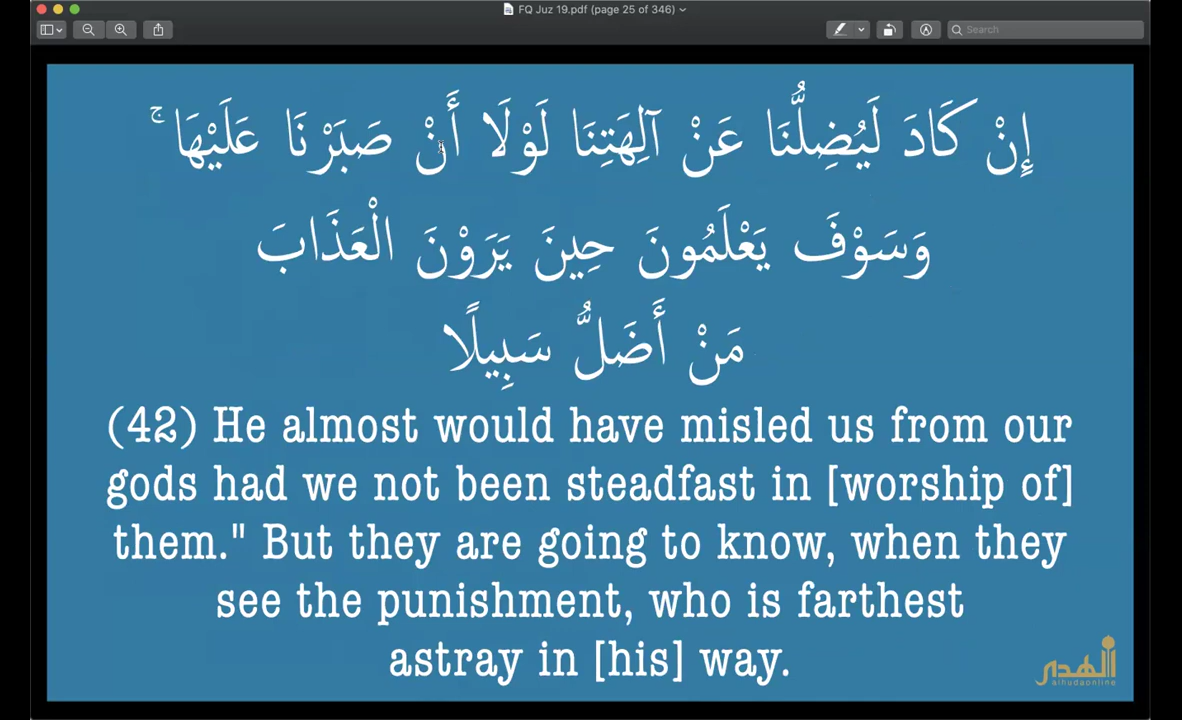 FQ Juz 19.pdf (page 25 of 346)
Search
إِنْ كَادَ لَيُضِلُّنَا عَنْ آلِهَتِنَا لَوْلَا أَنْ صَبَرْنَا عَلَيْهَا ۚ
وَسَوْفَ يَعْلَمُونَ حِينَ يَرَوْنَ الْعَذَابَ
مَنْ أَضَلُّ سَبِيلًا
(42) He almost would have misled us from our
gods had we not been steadfast in [worship of]
them." But they are going to know, when they
see the punishment, who is farthest
astray in [his] way.
الهدى
alhudaonline